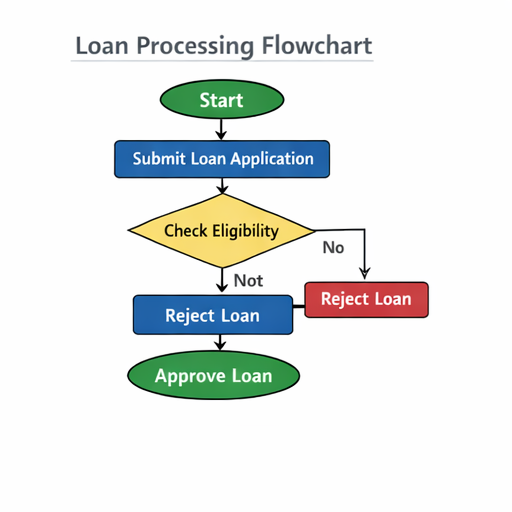 Loan Processing Flowchart
Start
Submit Loan Application
Check Eligibility
No
Not
Reject Loan
Reject Loan
Approve Loan